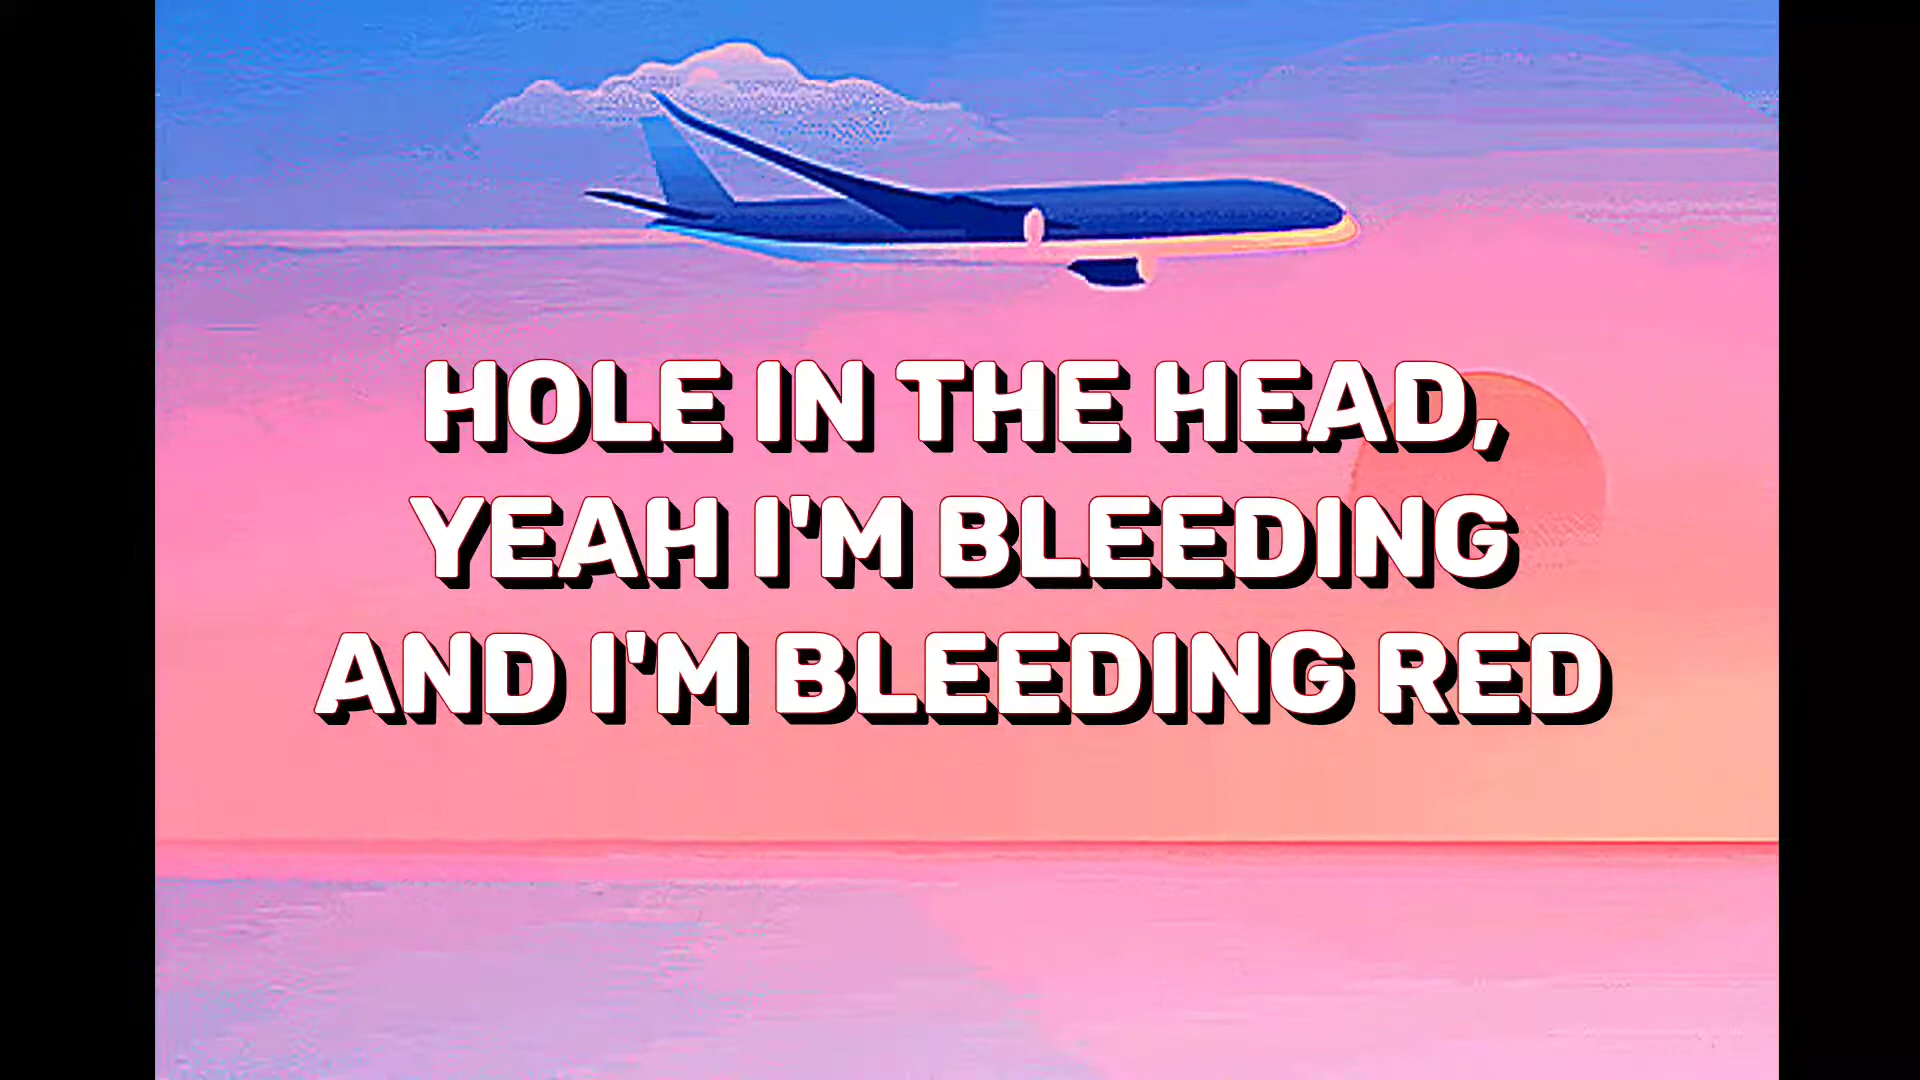 HOLE IN THE HEAD,
YEAH I'M BLEEDING
AND I'M BLEEDING RED